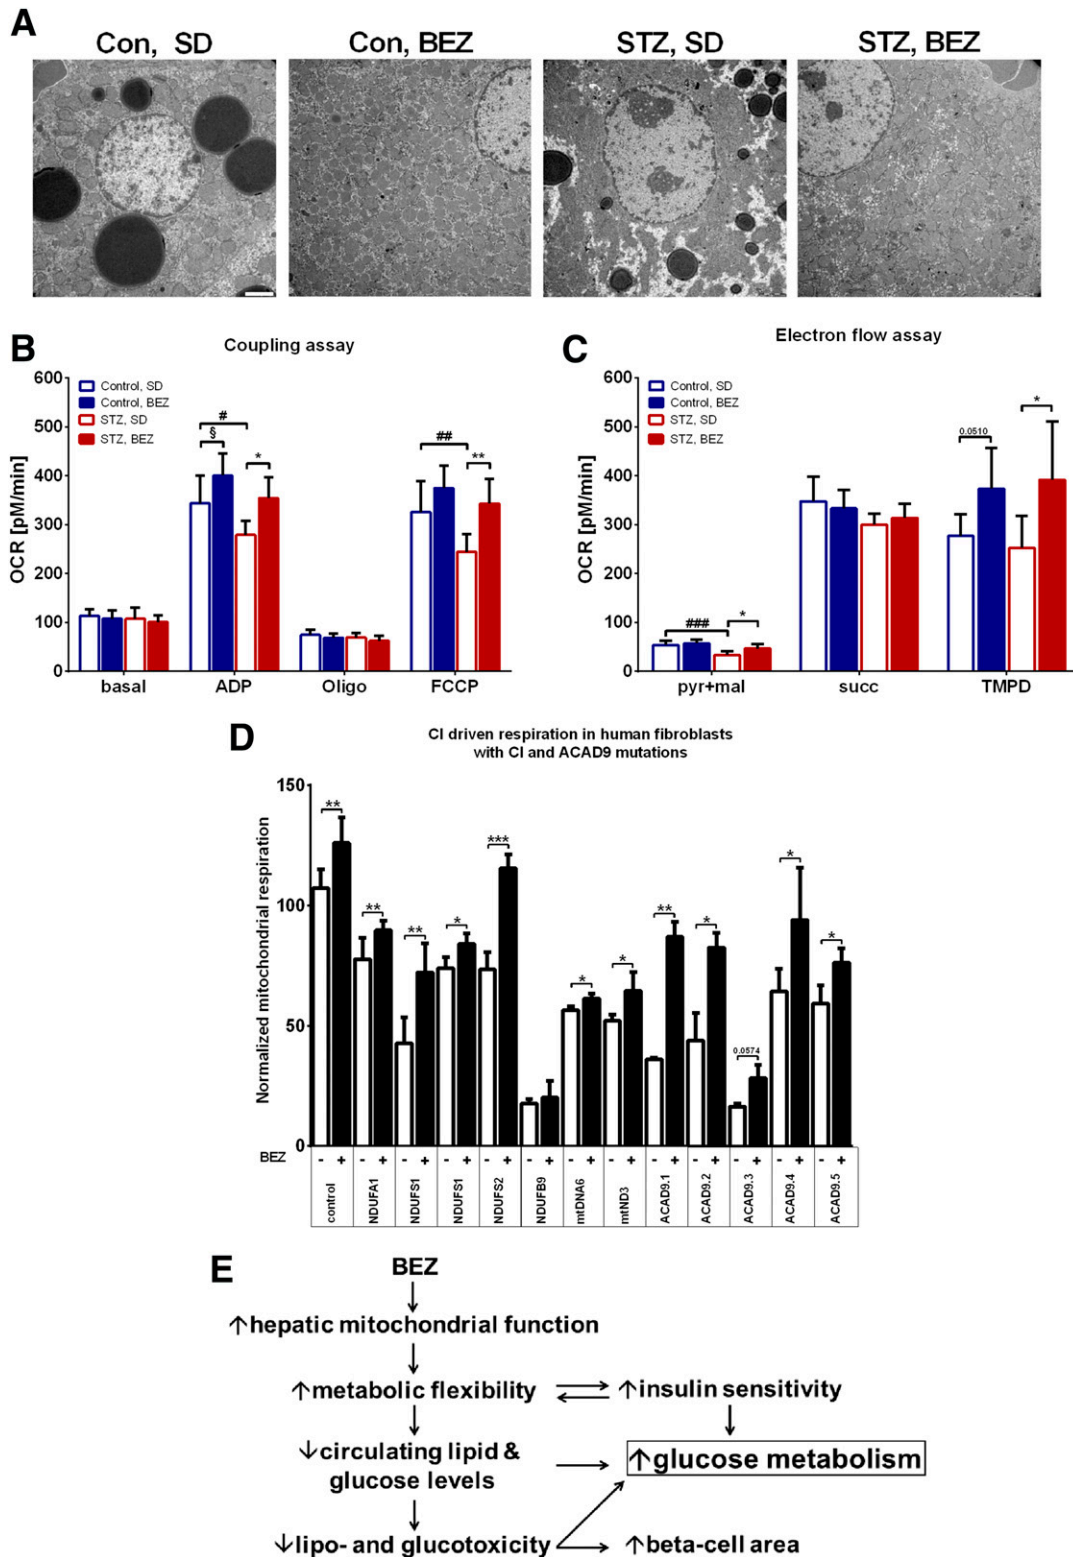 A
Con, SD
Con, BEZ
STZ, SD
STZ, BEZ
B
Coupling assay
OCR [pM/min]
600
500
400
300
200
100
0
Control, SD
Control, BEZ
STZ, SD
STZ, BEZ
#
§
*
##
**
basal
ADP
Oligo
FCCP
C
Electron flow assay
OCR [pM/min]
600
500
400
300
200
100
0
Control, SD
Control, BEZ
STZ, SD
STZ, BEZ
###
*
0.0510
*
pyr+mal
succ
TMPD
D
CI driven respiration in human fibroblasts
with CI and ACAD9 mutations
Normalized mitochondrial respiration
150
100
50
0
**
**
**
*
***
*
*
**
*
0.0574
*
*
BEZ - + - + - + - + - + - + - + - + - + - + - + - + - +
control
NDUFA1
NDUFS1
NDUFS1
NDUFS2
NDUFB9
mtDNA6
mtND3
ACAD9.1
ACAD9.2
ACAD9.3
ACAD9.4
ACAD9.5
E
BEZ
↑hepatic mitochondrial function
↑metabolic flexibility
↑insulin sensitivity
↓circulating lipid &
glucose levels
↑glucose metabolism
↓lipo- and glucotoxicity
↑beta-cell area